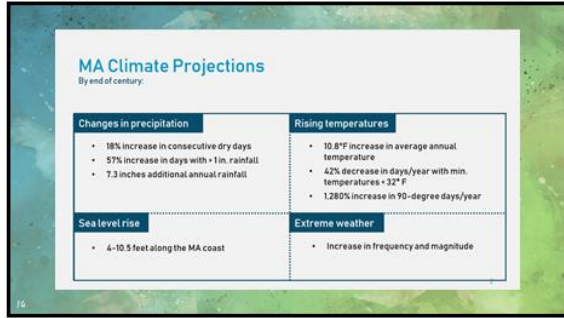 MA Climate Projections
By end of century:
Changes in precipitation
• 18% increase in consecutive dry days
• 57% increase in days with > 1 in. rainfall
• 7.3 inches additional annual rainfall
Rising temperatures
• 10.8°F increase in average annual
temperature
• 42% decrease in days/year with min.
temperatures < 32° F
• 1,280% increase in 90-degree days/year
Sea level rise
• 4-10.5 feet along the MA coast
Extreme weather
• Increase in frequency and magnitude